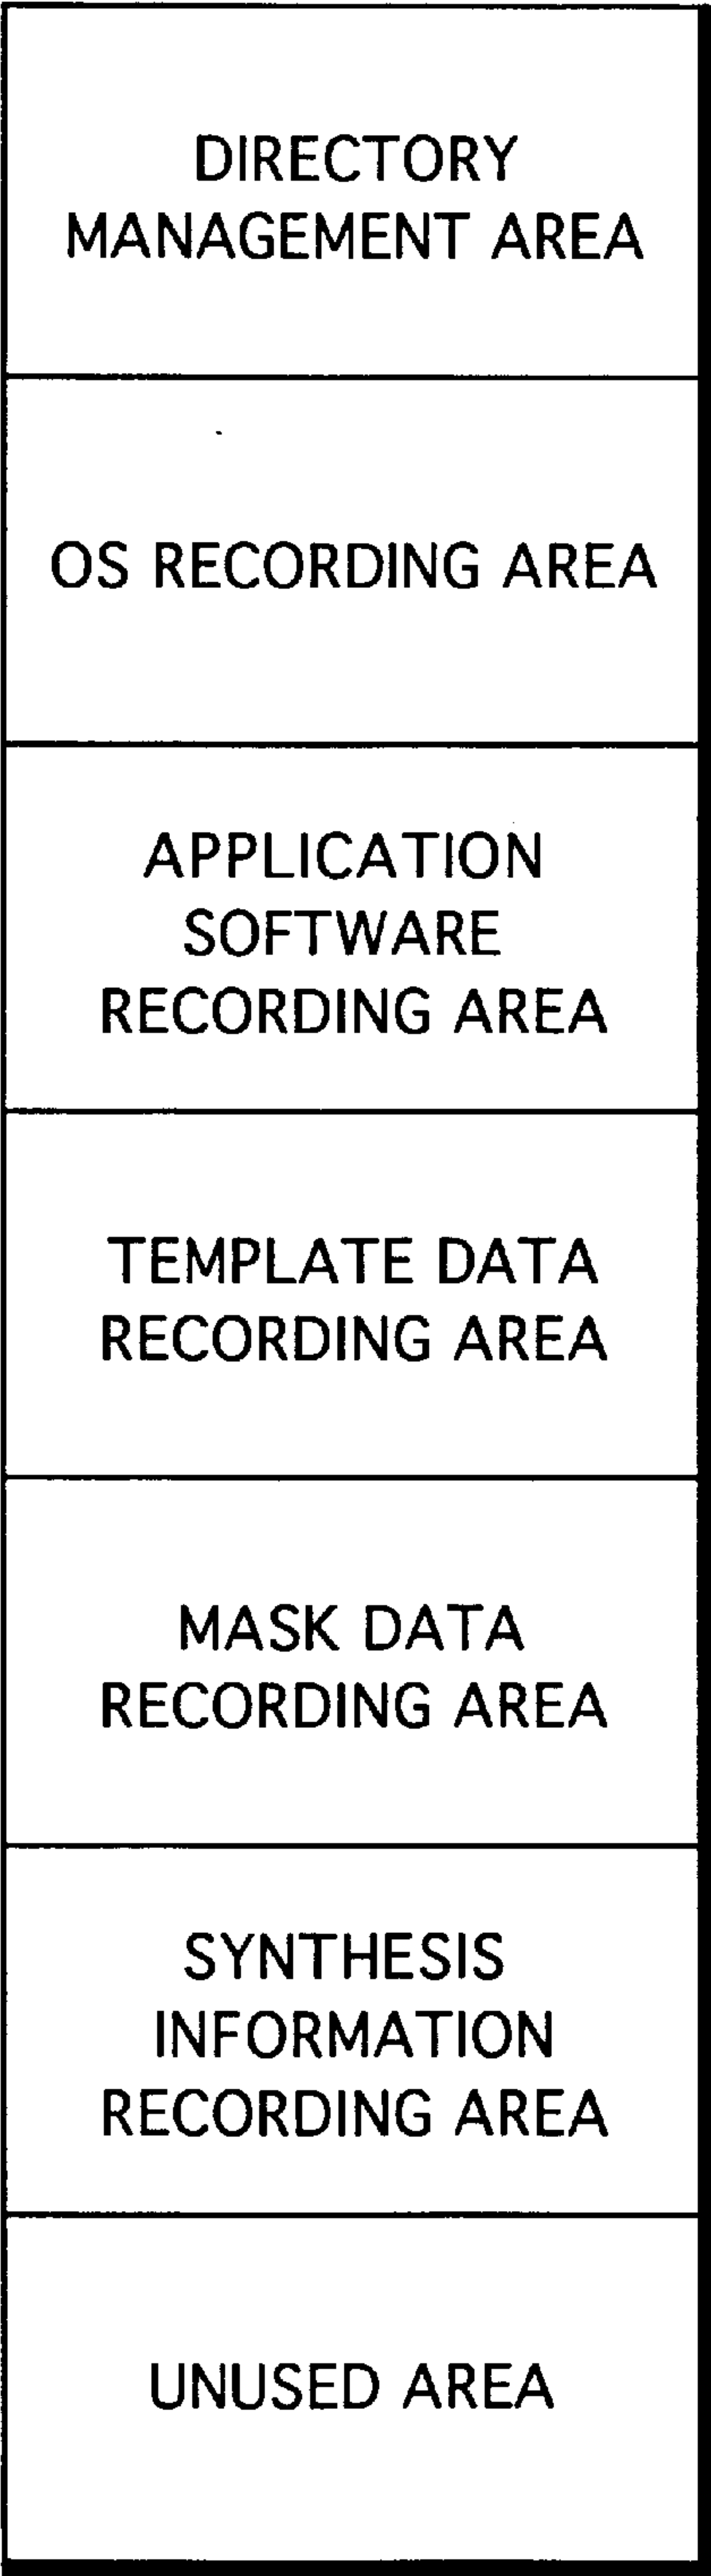 DIRECTORY
MANAGEMENT AREA
OS RECORDING AREA
APPLICATION
SOFTWARE
RECORDING AREA
TEMPLATE DATA
RECORDING AREA
MASK DATA
RECORDING AREA
SYNTHESIS
INFORMATION
RECORDING AREA
UNUSED AREA